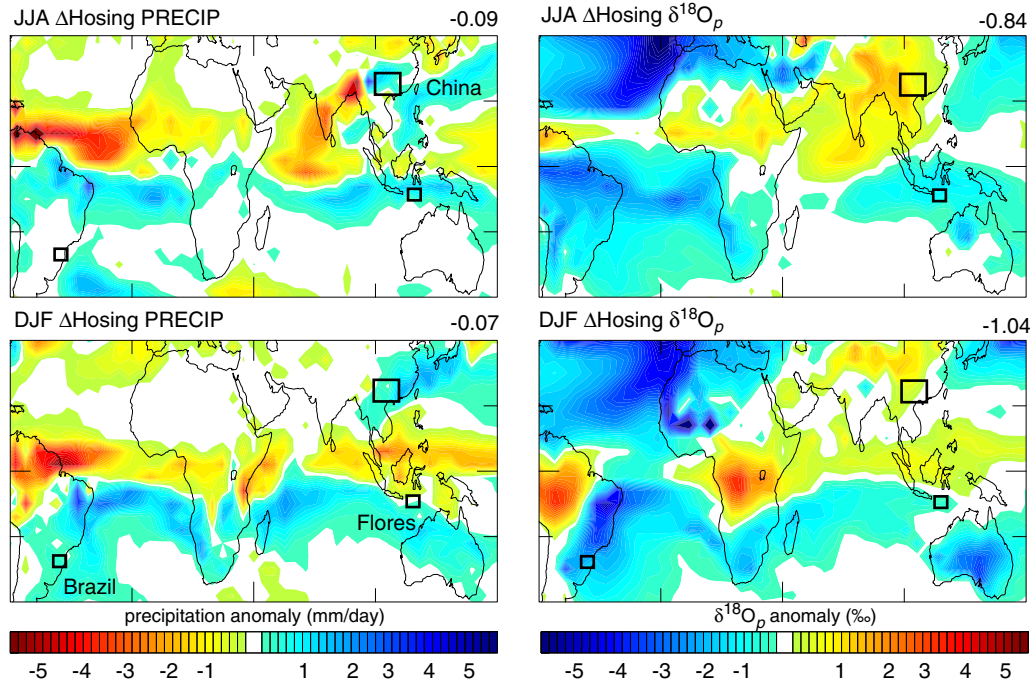 JJA ΔHosing PRECIP -0.09
JJA ΔHosing δ¹⁸Oₚ -0.84
China
DJF ΔHosing PRECIP -0.07
DJF ΔHosing δ¹⁸Oₚ -1.04
Flores
Brazil
precipitation anomaly (mm/day)
δ¹⁸Oₚ anomaly (‰)
-5 -4 -3 -2 -1 1 2 3 4 5
-5 -4 -3 -2 -1 1 2 3 4 5